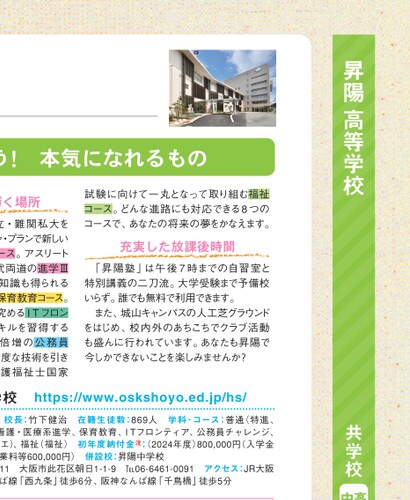 昇陽 高等学校
う! 本気になれるもの
く場所
立・難関私大を
・プランで新しい
ース。アスリート
武両道の進学Ⅲ
知識も得られる
保育教育コース。
究めるITフロン
キルを習得する
倍増の公務員
度な技術を引き
護福祉士国家
試験に向けて一丸となって取り組む福祉
コース。どんな進路にも対応できる8つの
コースで、あなたの将来の夢をかなえます。
充実した放課後時間
「昇陽塾」は午後7時までの自習室と
特別講義の二刀流。大学受験まで予備校
いらず。誰でも無料で利用できます。
また、城山キャンパスの人工芝グラウンド
をはじめ、校内外のあちこちでクラブ活動
も盛んに行われています。あなたも昇陽で
今しかできないことを楽しみませんか?
学校 https://www.oskshoyo.ed.jp/hs/
校長:竹下健治 在籍生徒数:869人 学科・コース:普通(特進、
看護・医療系進学、保育教育、ITフロンティア、公務員チャレンジ、
エ)、福祉(福祉) 初年度納付金注:(2024年度)800,000円(入学金
業料等600,000円) 併設校:昇陽中学校
11 大阪市此花区朝日1-1-9 TEL06-6461-0091 アクセス:JR大阪
ば線「西九条」徒歩6分、阪神なんば線「千鳥橋」徒歩5分
共学校
高
中